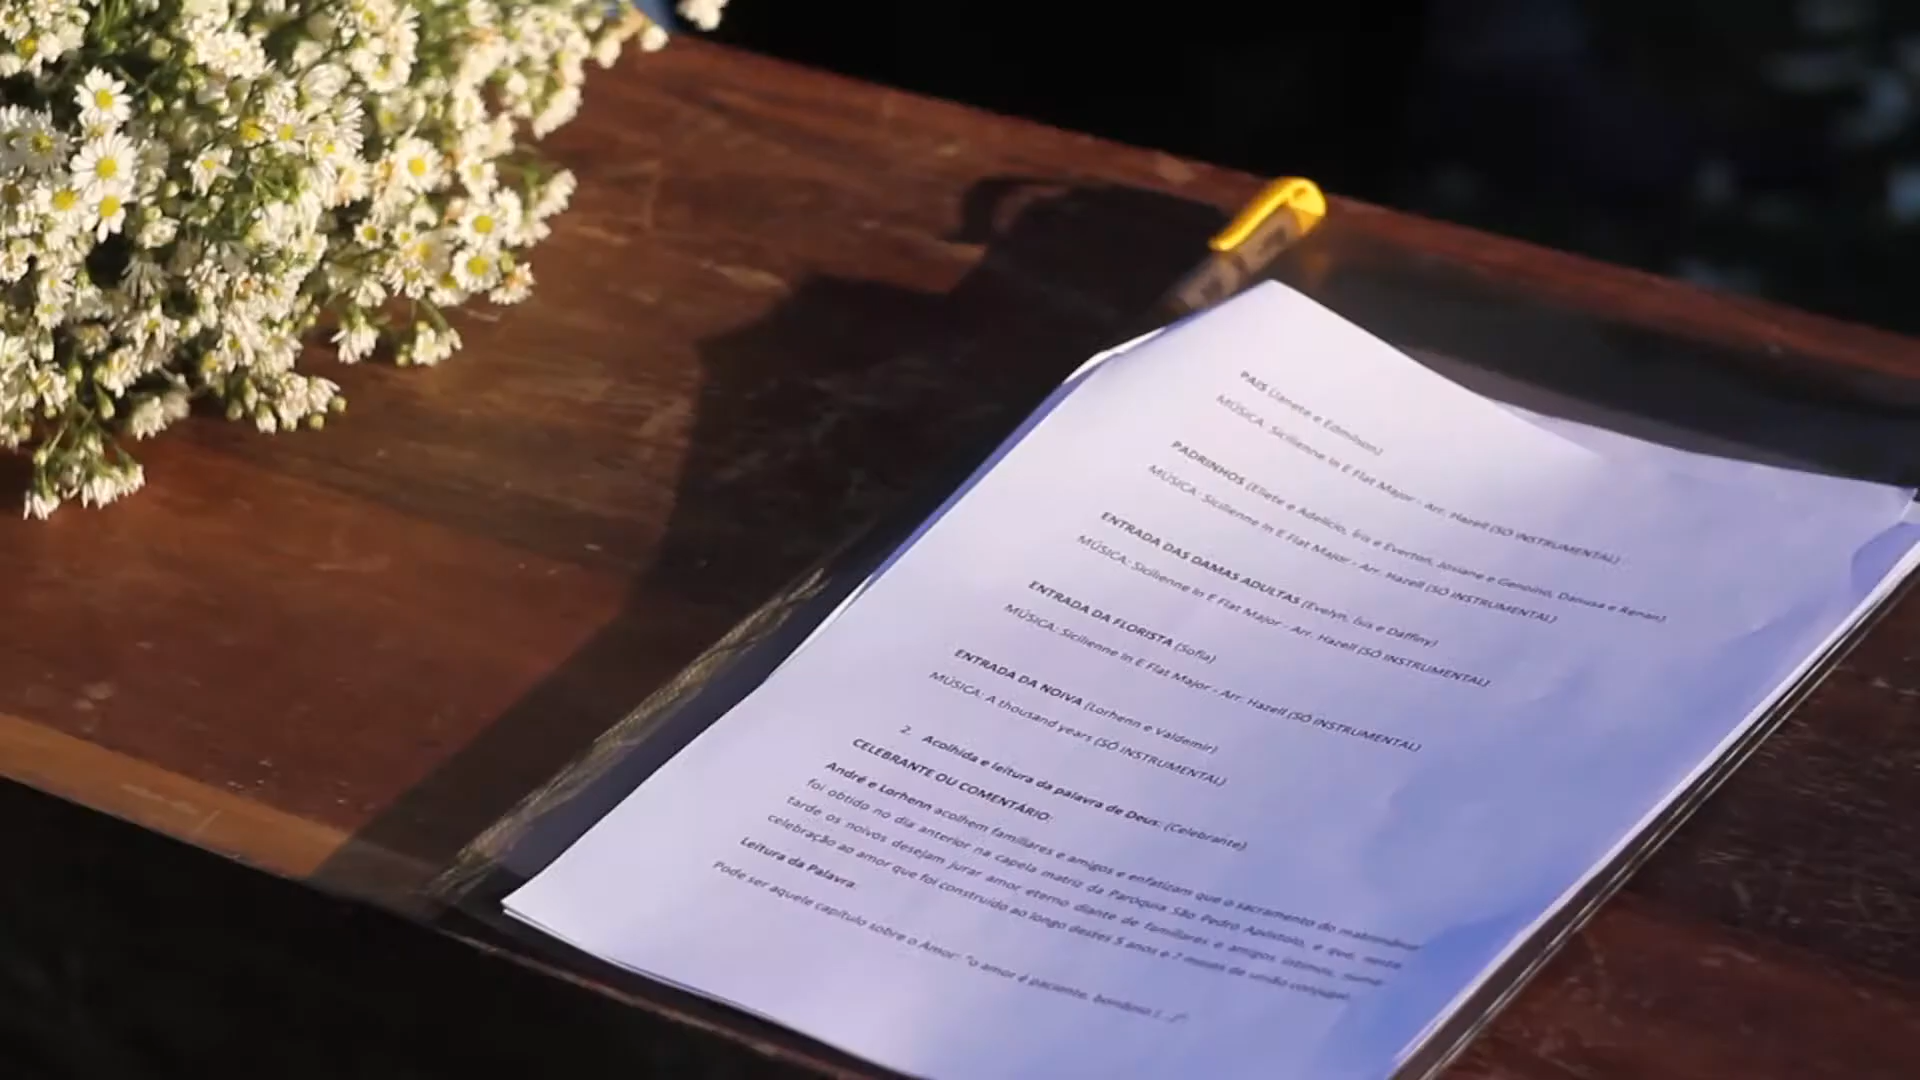 PAIS (Janete e Edmilson)
MÚSICA: Sicilienne In E Flat Major - Arr. Hazell (SÓ INSTRUMENTAL)
PADRINHOS (Eliete e Adelicio, Iris e Everton, Josiane e Genoino, Danusa e Renan)
MÚSICA: Sicilienne In E Flat Major - Arr. Hazell (SÓ INSTRUMENTAL)
ENTRADA DAS DAMAS ADULTAS (Evelyn, Isis e Daffiny)
MÚSICA: Sicilienne In E Flat Major - Arr. Hazell (SÓ INSTRUMENTAL)
ENTRADA DA FLORISTA (Sofia)
MÚSICA: Sicilienne In E Flat Major - Arr. Hazell (SÓ INSTRUMENTAL)
ENTRADA DA NOIVA (Lorhenn e Valdemir)
MÚSICA: A thousand years (SÓ INSTRUMENTAL)
2. Acolhida e leitura da palavra de Deus: (Celebrante)
CELEBRANTE OU COMENTÁRIO:
André e Lorhenn acolhem familiares e amigos e enfatizam que o sacramento do matrimônio
foi obtido no dia anterior na capela matriz da Paróquia São Pedro Apóstolo, e que, nesta
tarde os noivos desejam jurar amor eterno diante de familiares e amigos íntimos, numa
celebração ao amor que foi construído ao longo destes 5 anos e 7 meses de união conjugal.
Leitura da Palavra:
Pode ser aquele capítulo sobre o Amor: "o amor é paciente, bondoso (...)"